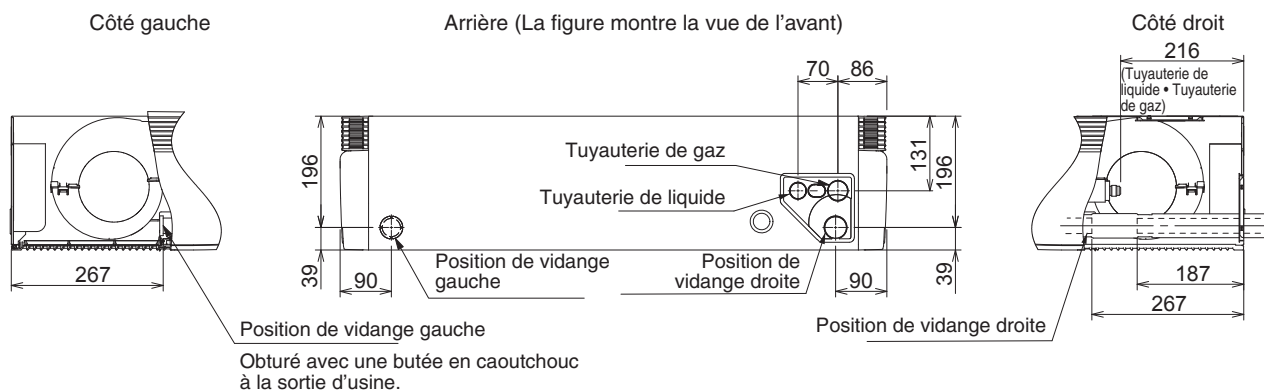 Côté gauche
Arrière (La figure montre la vue de l’avant)
Côté droit
216
(Tuyauterie de
liquide • Tuyauterie
de gaz)
70
86
196
Tuyauterie de gaz
Tuyauterie de liquide
131
196
267
39
90
Position de vidange
gauche
Position de
vidange droite
90
39
187
267
Position de vidange gauche
Obturé avec une butée en caoutchouc
à la sortie d’usine.
Position de vidange droite